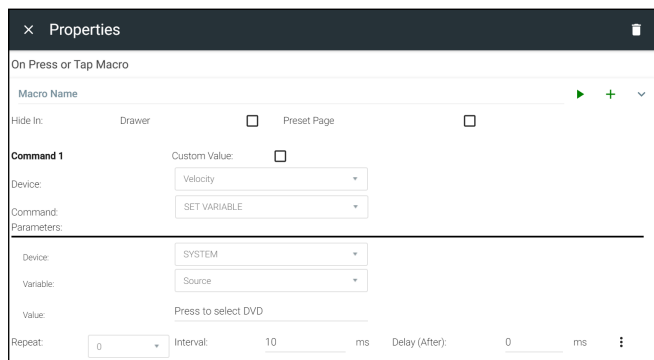 × Properties
On Press or Tap Macro
Macro Name
Hide In: Drawer Preset Page
Command 1 Custom Value:
Device: Velocity
Command: SET VARIABLE
Parameters:
Device: SYSTEM
Variable: Source
Value: Press to select DVD
Repeat: 0 Interval: 10 ms Delay (After): 0 ms